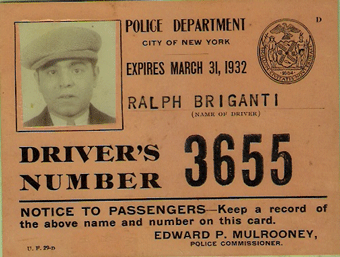 D
POLICE DEPARTMENT
CITY OF NEW YORK
EXPIRES MARCH 31, 1932
RALPH BRIGANTI
(NAME OF DRIVER)
DRIVER'S
NUMBER
3655
NOTICE TO PASSENGERS—Keep a record of
the above name and number on this card.
EDWARD P. MULROONEY,
POLICE COMMISSIONER.